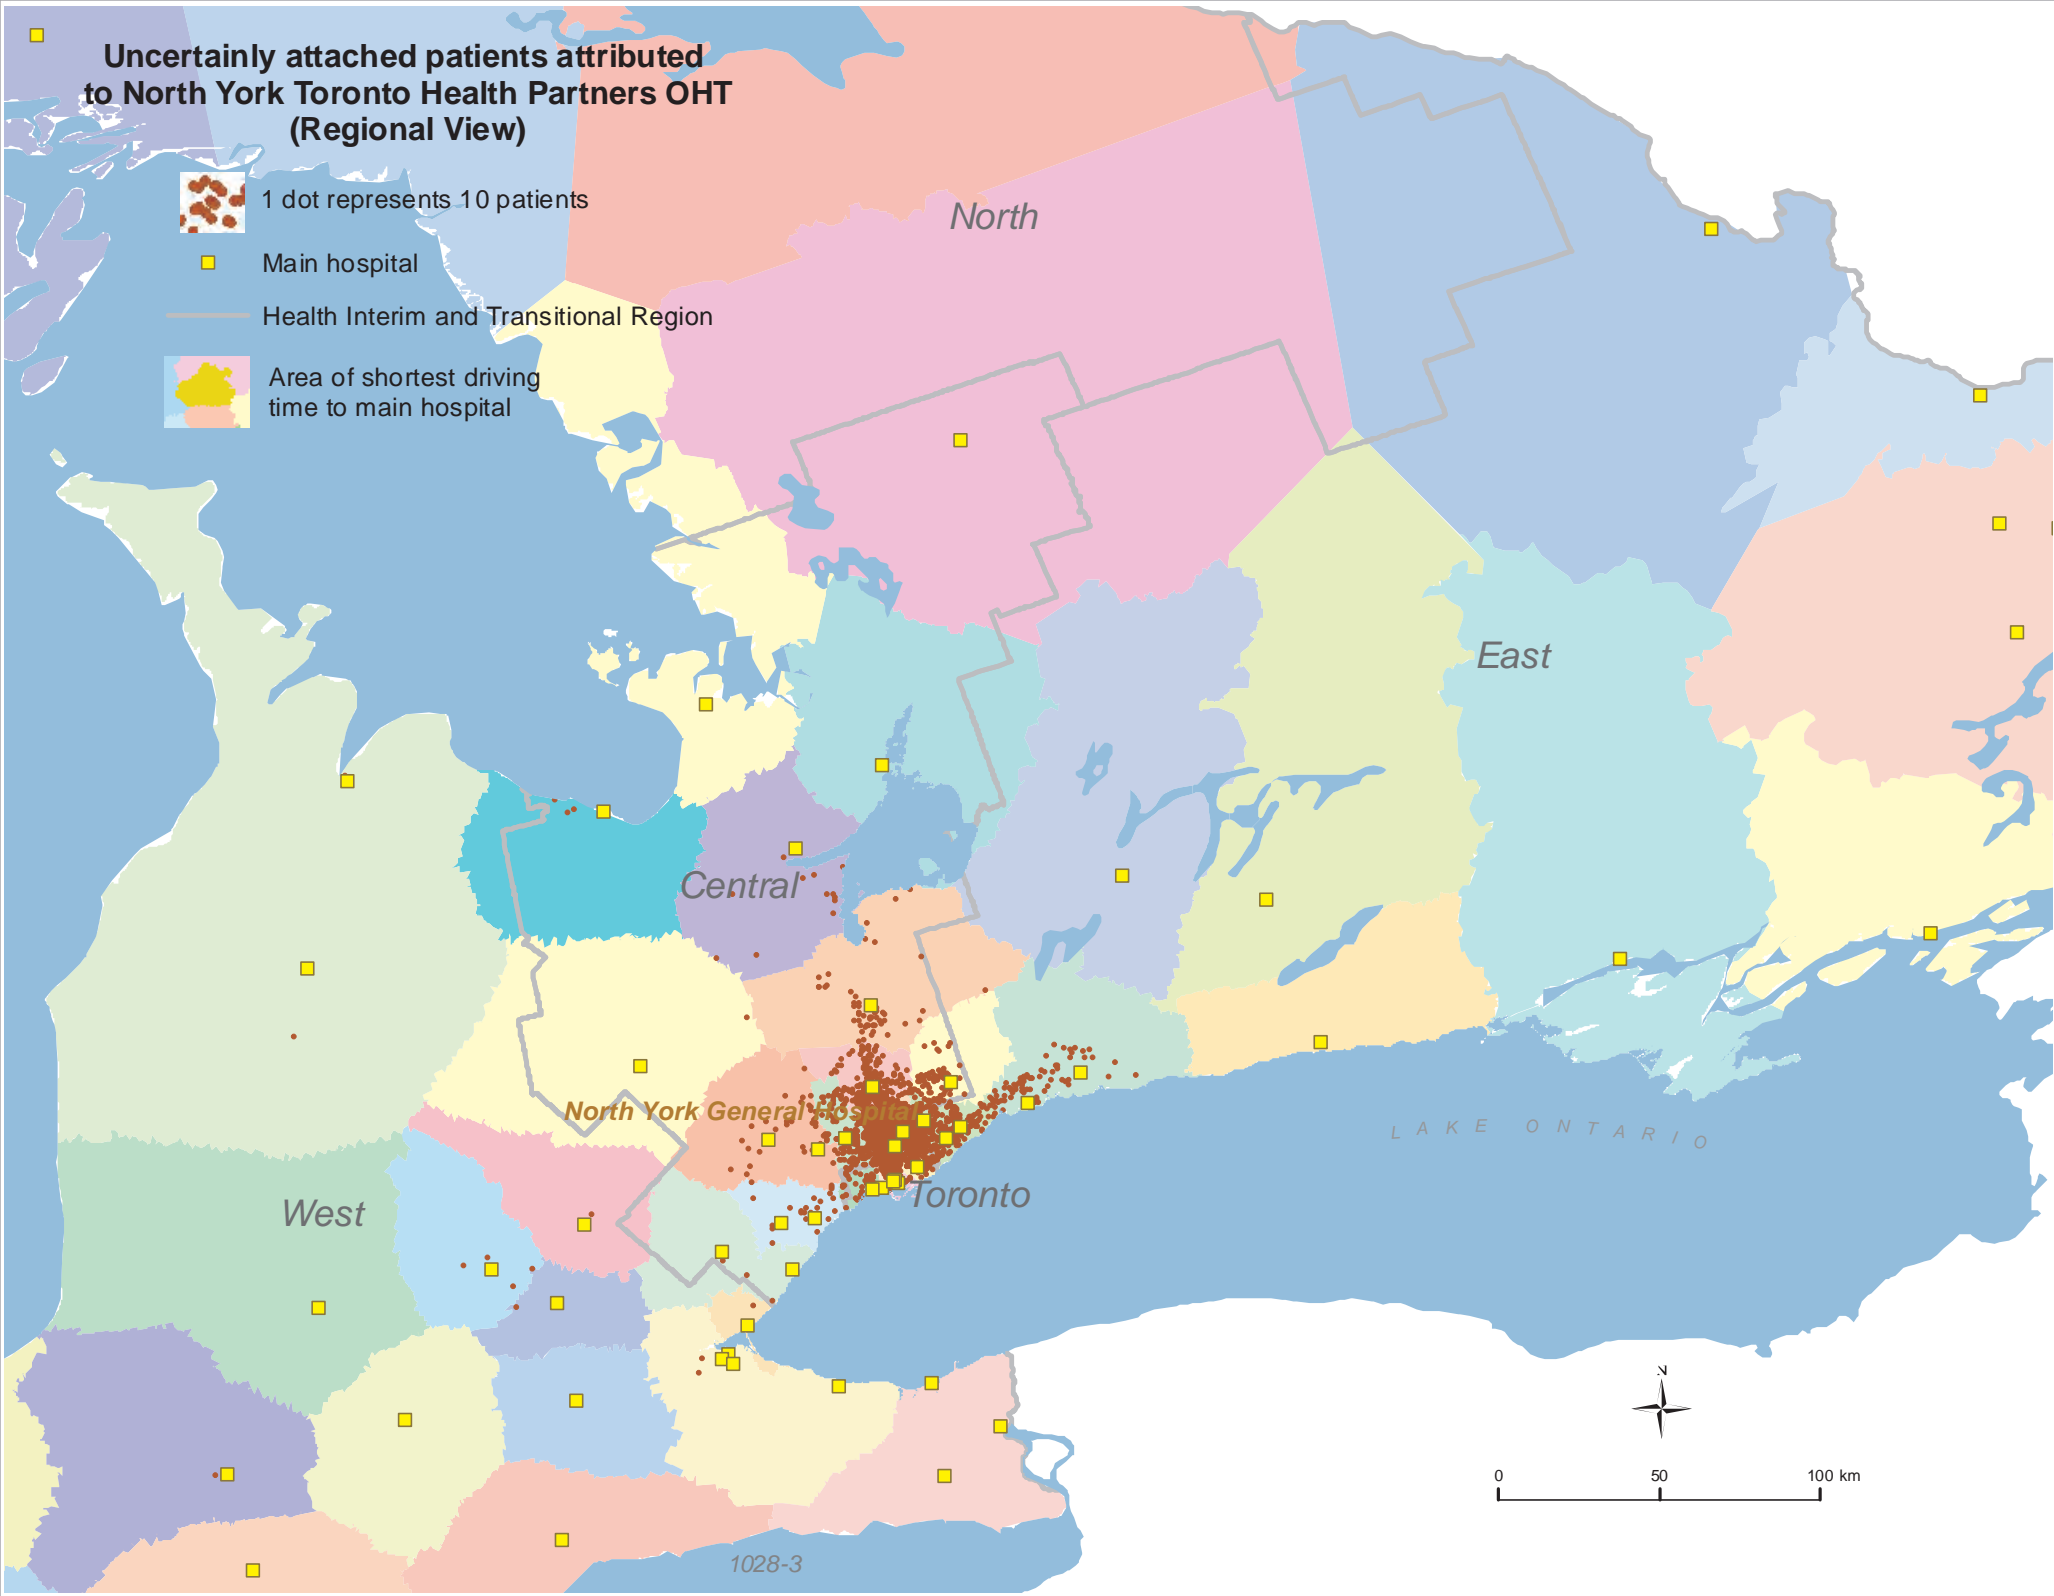 Uncertainly attached patients attributed
to North York Toronto Health Partners OHT
(Regional View)
1 dot represents 10 patients
Main hospital
Health Interim and Transitional Region
Area of shortest driving
time to main hospital
North
East
Central
North York General Hospital
LAKE ONTARIO
Toronto
West
N
0 50 100 km
1028-3